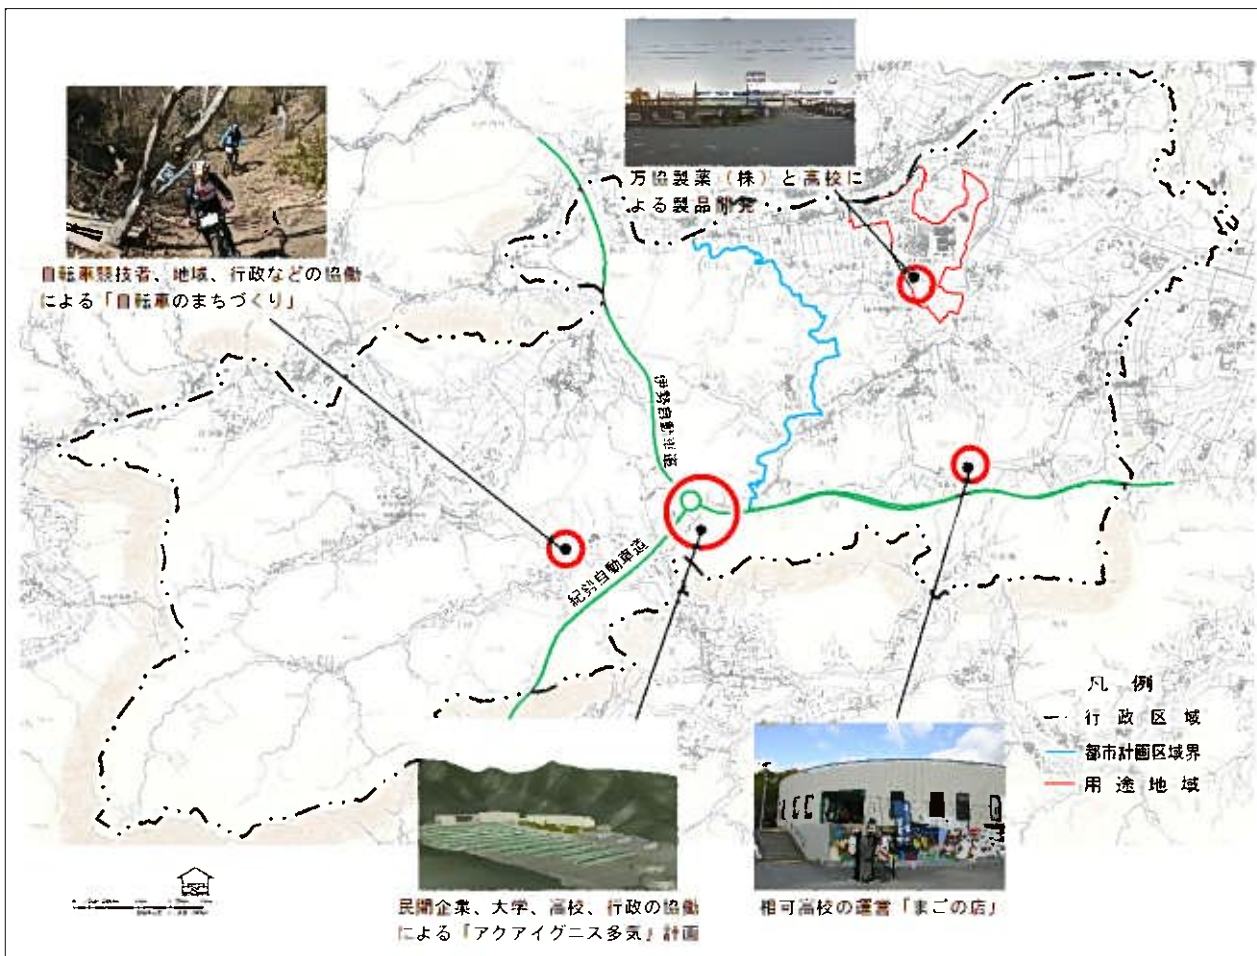 万協製薬（株）と高校に
よる製品開発
自転車競技者、地域、行政などの協働
による「自転車のまちづくり」
伊勢自動車道
紀勢自動車道
凡例
行政区域
都市計画区域界
用途地域
民間企業、大学、高校、行政の協働
による「アクアイグニス多気」計画
相可高校の運営「まごの店」